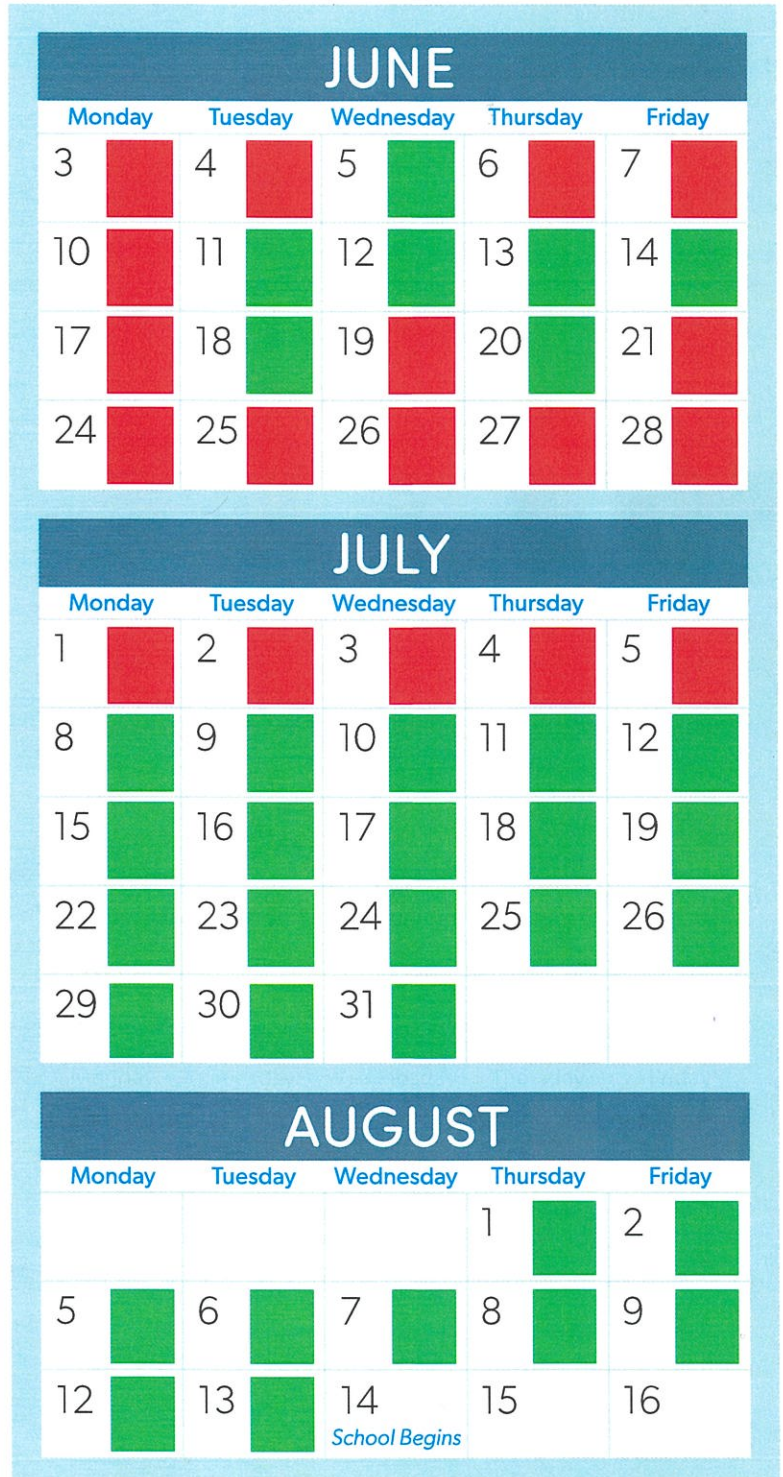 JUNE
Monday Tuesday Wednesday Thursday Friday
3 4 5 6 7
10 11 12 13 14
17 18 19 20 21
24 25 26 27 28
JULY
Monday Tuesday Wednesday Thursday Friday
1 2 3 4 5
8 9 10 11 12
15 16 17 18 19
22 23 24 25 26
29 30 31
AUGUST
Monday Tuesday Wednesday Thursday Friday
1 2
5 6 7 8 9
12 13 14 15 16
School Begins